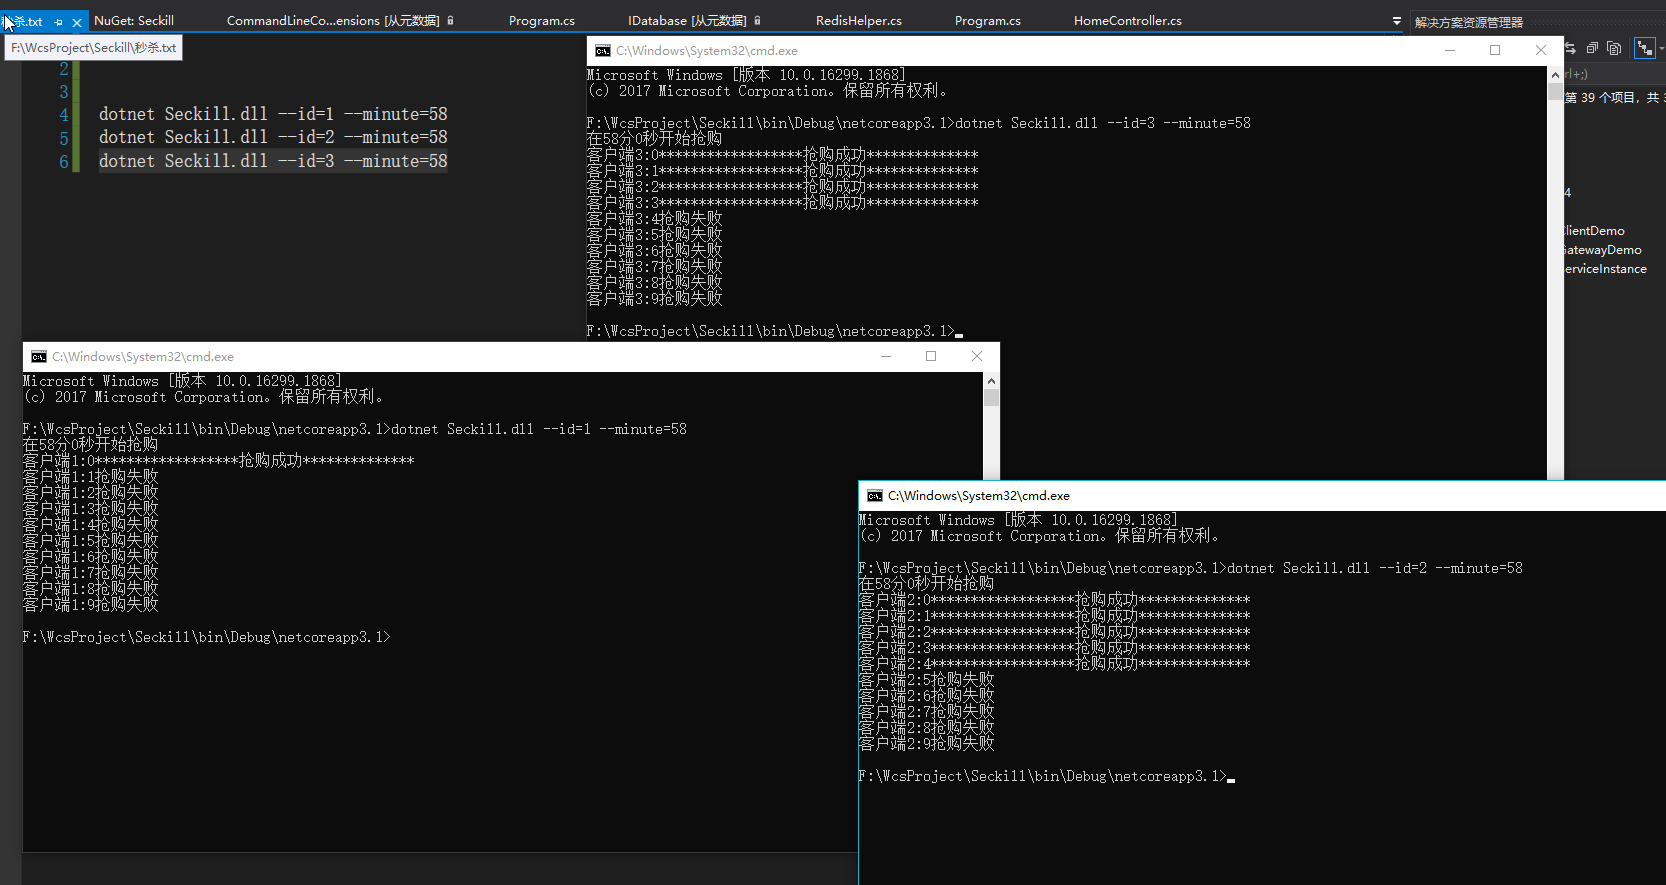 秒杀.txt
NuGet: Seckill
CommandLineCo...ensions [从元数据]
Program.cs
IDatabase [从元数据]
RedisHelper.cs
Program.cs
HomeController.cs
解决方案资源管理器
F:\WcsProject\Seckill\秒杀.txt
2
3
4 dotnet Seckill.dll --id=1 --minute=58
5 dotnet Seckill.dll --id=2 --minute=58
6 dotnet Seckill.dll --id=3 --minute=58
C:\Windows\System32\cmd.exe
Microsoft Windows [版本 10.0.16299.1868]
(c) 2017 Microsoft Corporation。保留所有权利。
F:\WcsProject\Seckill\bin\Debug\netcoreapp3.1>dotnet Seckill.dll --id=3 --minute=58
在58分0秒开始抢购
客户端3:0******************抢购成功**************
客户端3:1******************抢购成功**************
客户端3:2******************抢购成功**************
客户端3:3******************抢购成功**************
客户端3:4抢购失败
客户端3:5抢购失败
客户端3:6抢购失败
客户端3:7抢购失败
客户端3:8抢购失败
客户端3:9抢购失败
F:\WcsProject\Seckill\bin\Debug\netcoreapp3.1>
rl+;)
第 39 个项目，共 3
4
ClientDemo
GatewayDemo
ServiceInstance
C:\Windows\System32\cmd.exe
Microsoft Windows [版本 10.0.16299.1868]
(c) 2017 Microsoft Corporation。保留所有权利。
F:\WcsProject\Seckill\bin\Debug\netcoreapp3.1>dotnet Seckill.dll --id=1 --minute=58
在58分0秒开始抢购
客户端1:0******************抢购成功**************
客户端1:1抢购失败
客户端1:2抢购失败
客户端1:3抢购失败
客户端1:4抢购失败
客户端1:5抢购失败
客户端1:6抢购失败
客户端1:7抢购失败
客户端1:8抢购失败
客户端1:9抢购失败
F:\WcsProject\Seckill\bin\Debug\netcoreapp3.1>
C:\Windows\System32\cmd.exe
Microsoft Windows [版本 10.0.16299.1868]
(c) 2017 Microsoft Corporation。保留所有权利。
F:\WcsProject\Seckill\bin\Debug\netcoreapp3.1>dotnet Seckill.dll --id=2 --minute=58
在58分0秒开始抢购
客户端2:0******************抢购成功**************
客户端2:1******************抢购成功**************
客户端2:2******************抢购成功**************
客户端2:3******************抢购成功**************
客户端2:4******************抢购成功**************
客户端2:5抢购失败
客户端2:6抢购失败
客户端2:7抢购失败
客户端2:8抢购失败
客户端2:9抢购失败
F:\WcsProject\Seckill\bin\Debug\netcoreapp3.1>